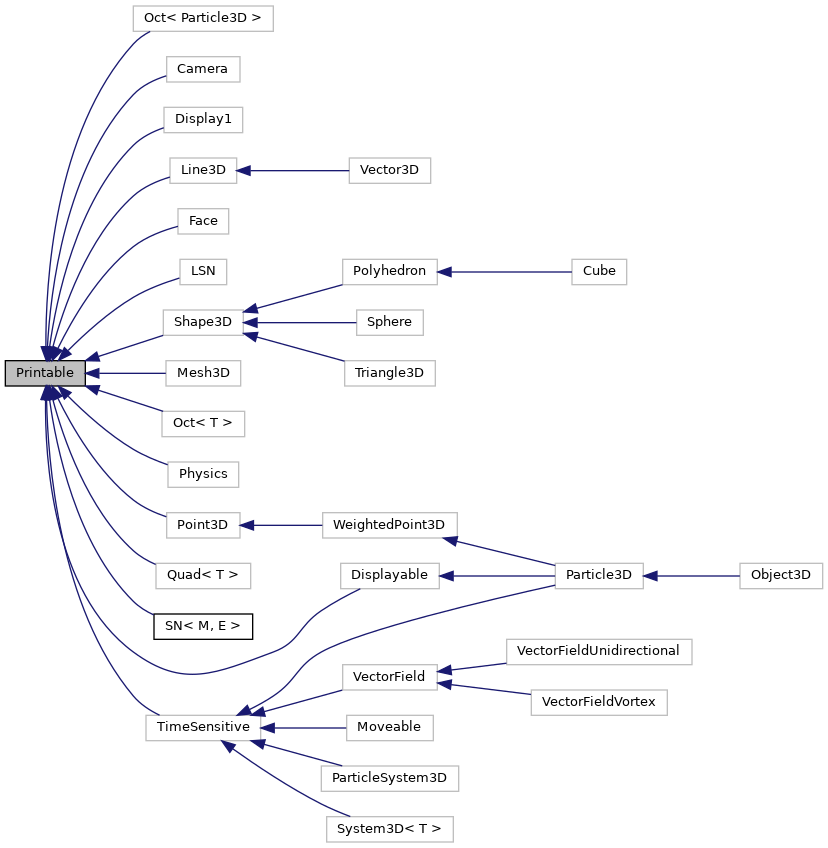 Oct< Particle3D >
Camera
Display1
Line3D
Vector3D
Face
LSN
Polyhedron
Cube
Shape3D
Sphere
Printable
Mesh3D
Triangle3D
Oct< T >
Physics
Point3D
WeightedPoint3D
Quad< T >
Displayable
Particle3D
Object3D
SN< M, E >
VectorFieldUnidirectional
VectorField
VectorFieldVortex
TimeSensitive
Moveable
ParticleSystem3D
System3D< T >